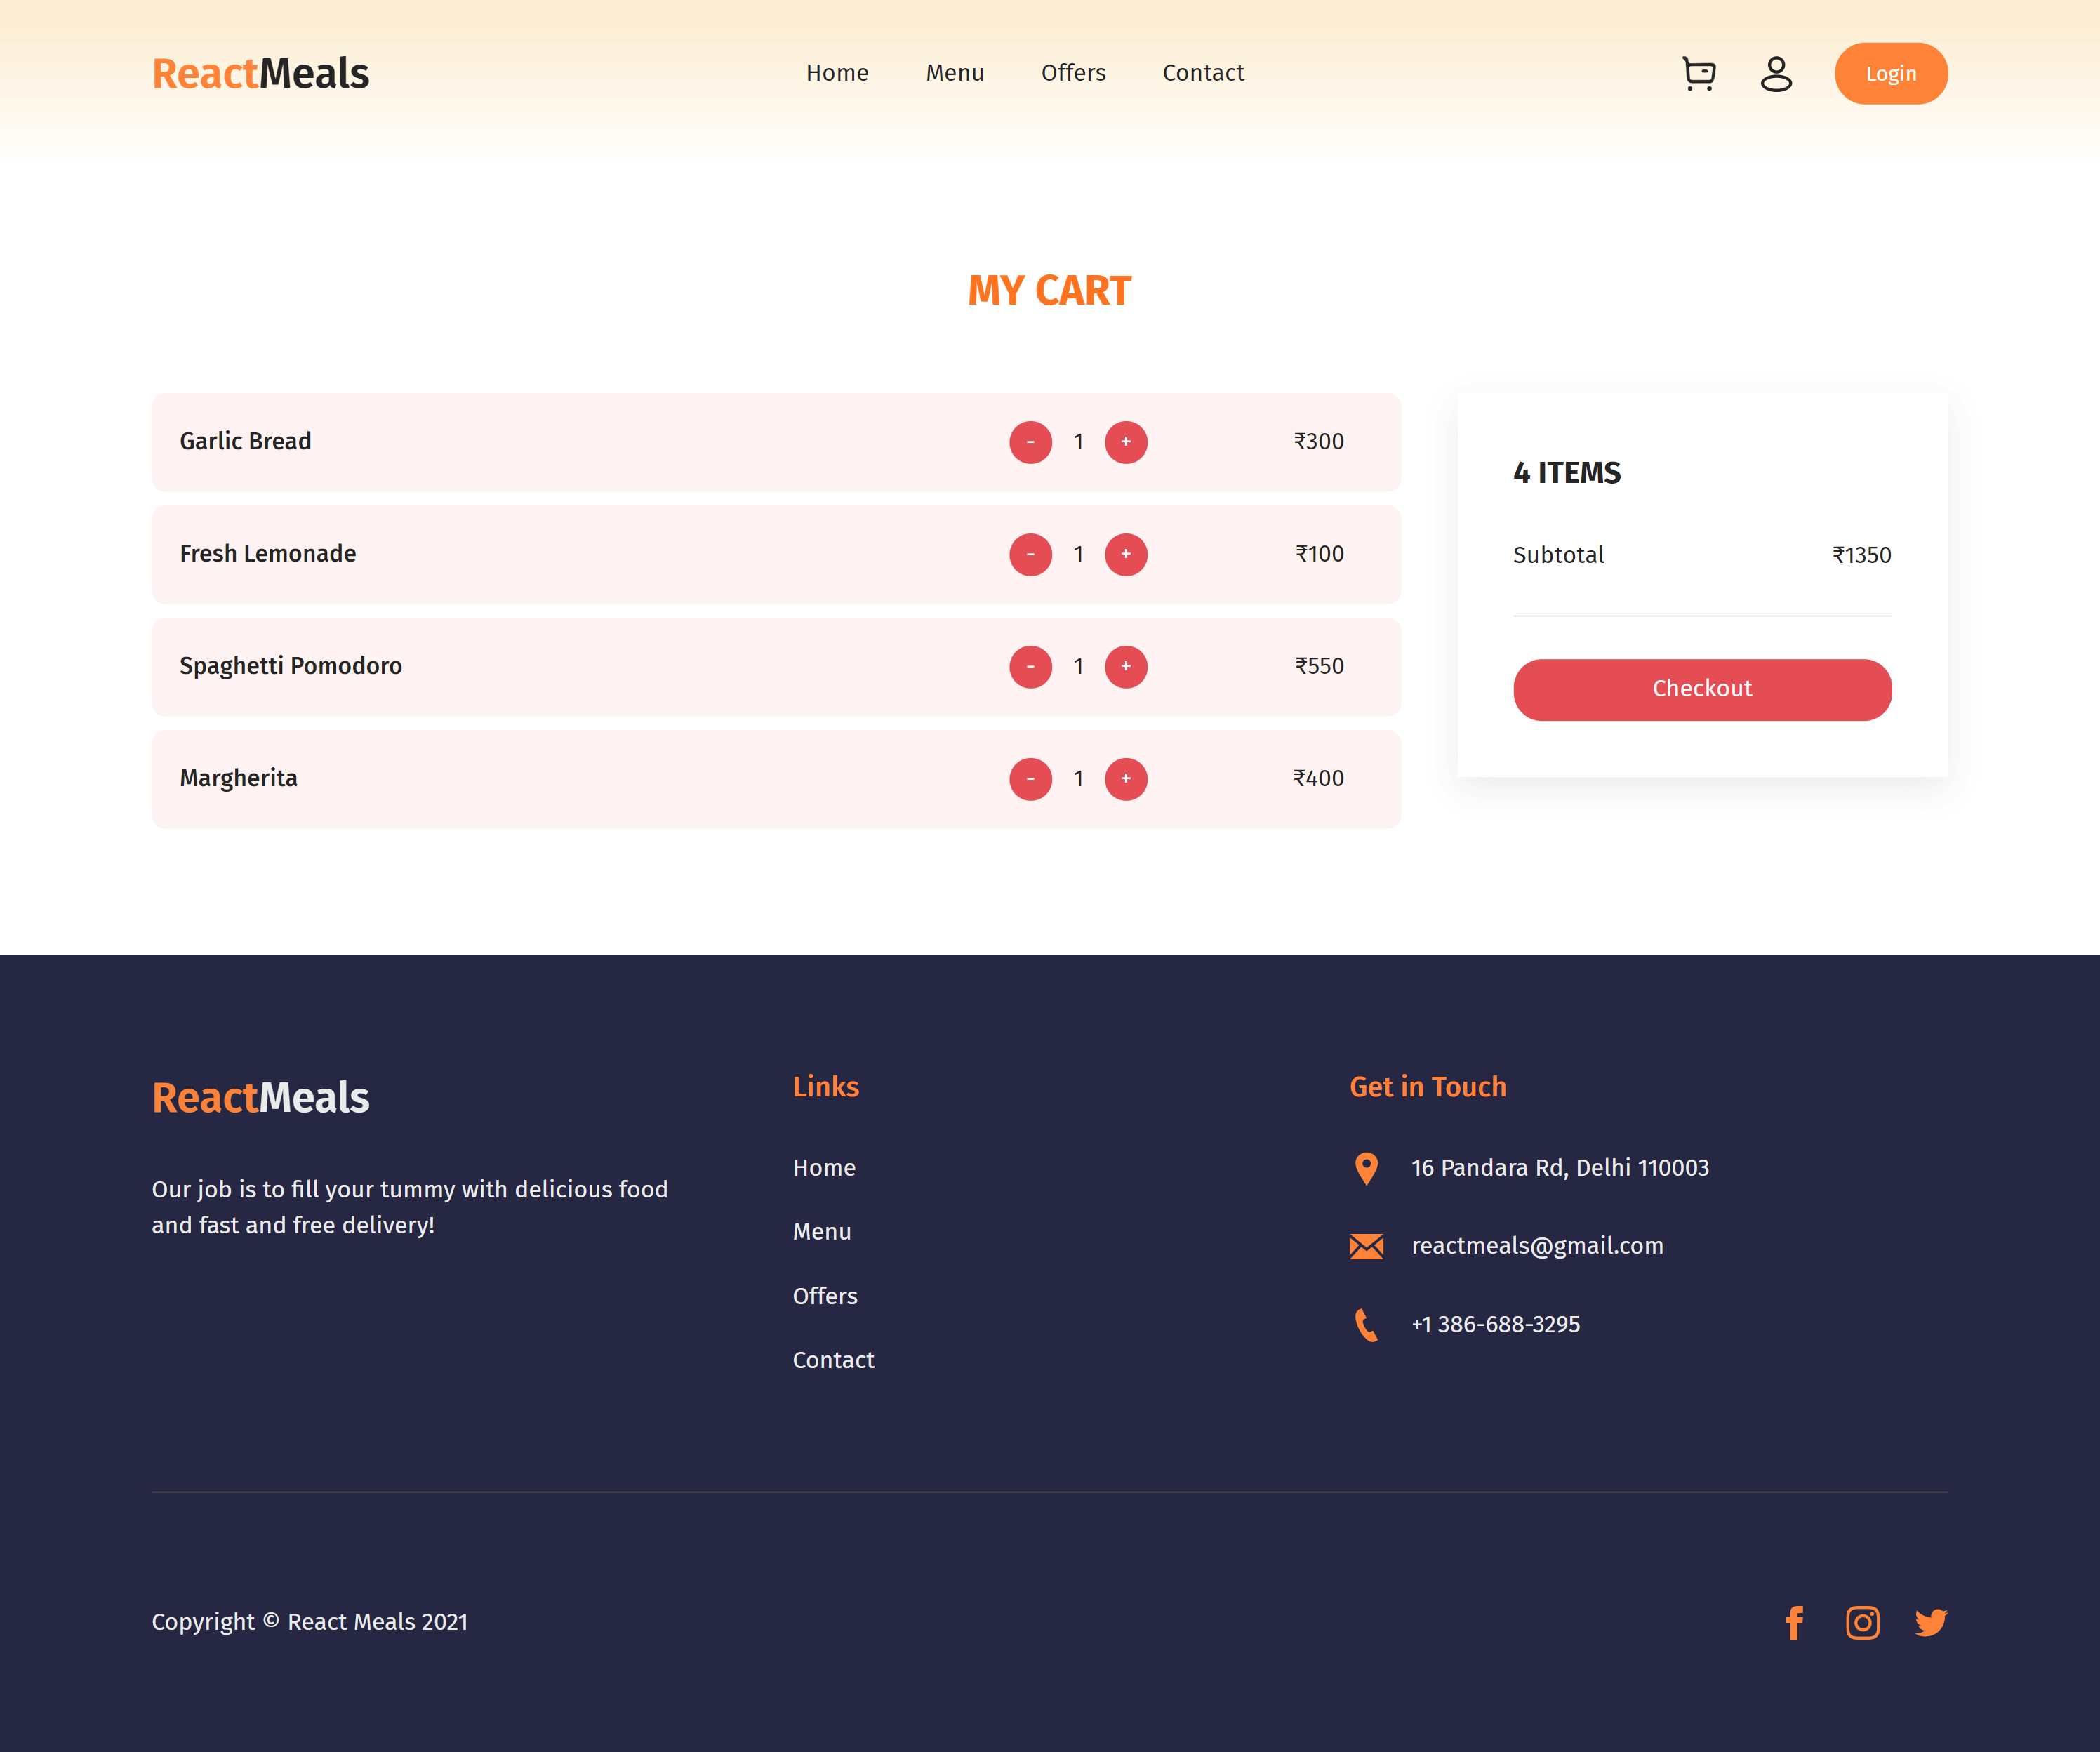 ReactMeals
Home Menu Offers Contact
Login
MY CART
Garlic Bread - 1 + ₹300
Fresh Lemonade - 1 + ₹100
Spaghetti Pomodoro - 1 + ₹550
Margherita - 1 + ₹400
4 ITEMS
Subtotal ₹1350
Checkout
ReactMeals
Our job is to fill your tummy with delicious food
and fast and free delivery!
Links
Home
Menu
Offers
Contact
Get in Touch
16 Pandara Rd, Delhi 110003
reactmeals@gmail.com
+1 386-688-3295
Copyright © React Meals 2021